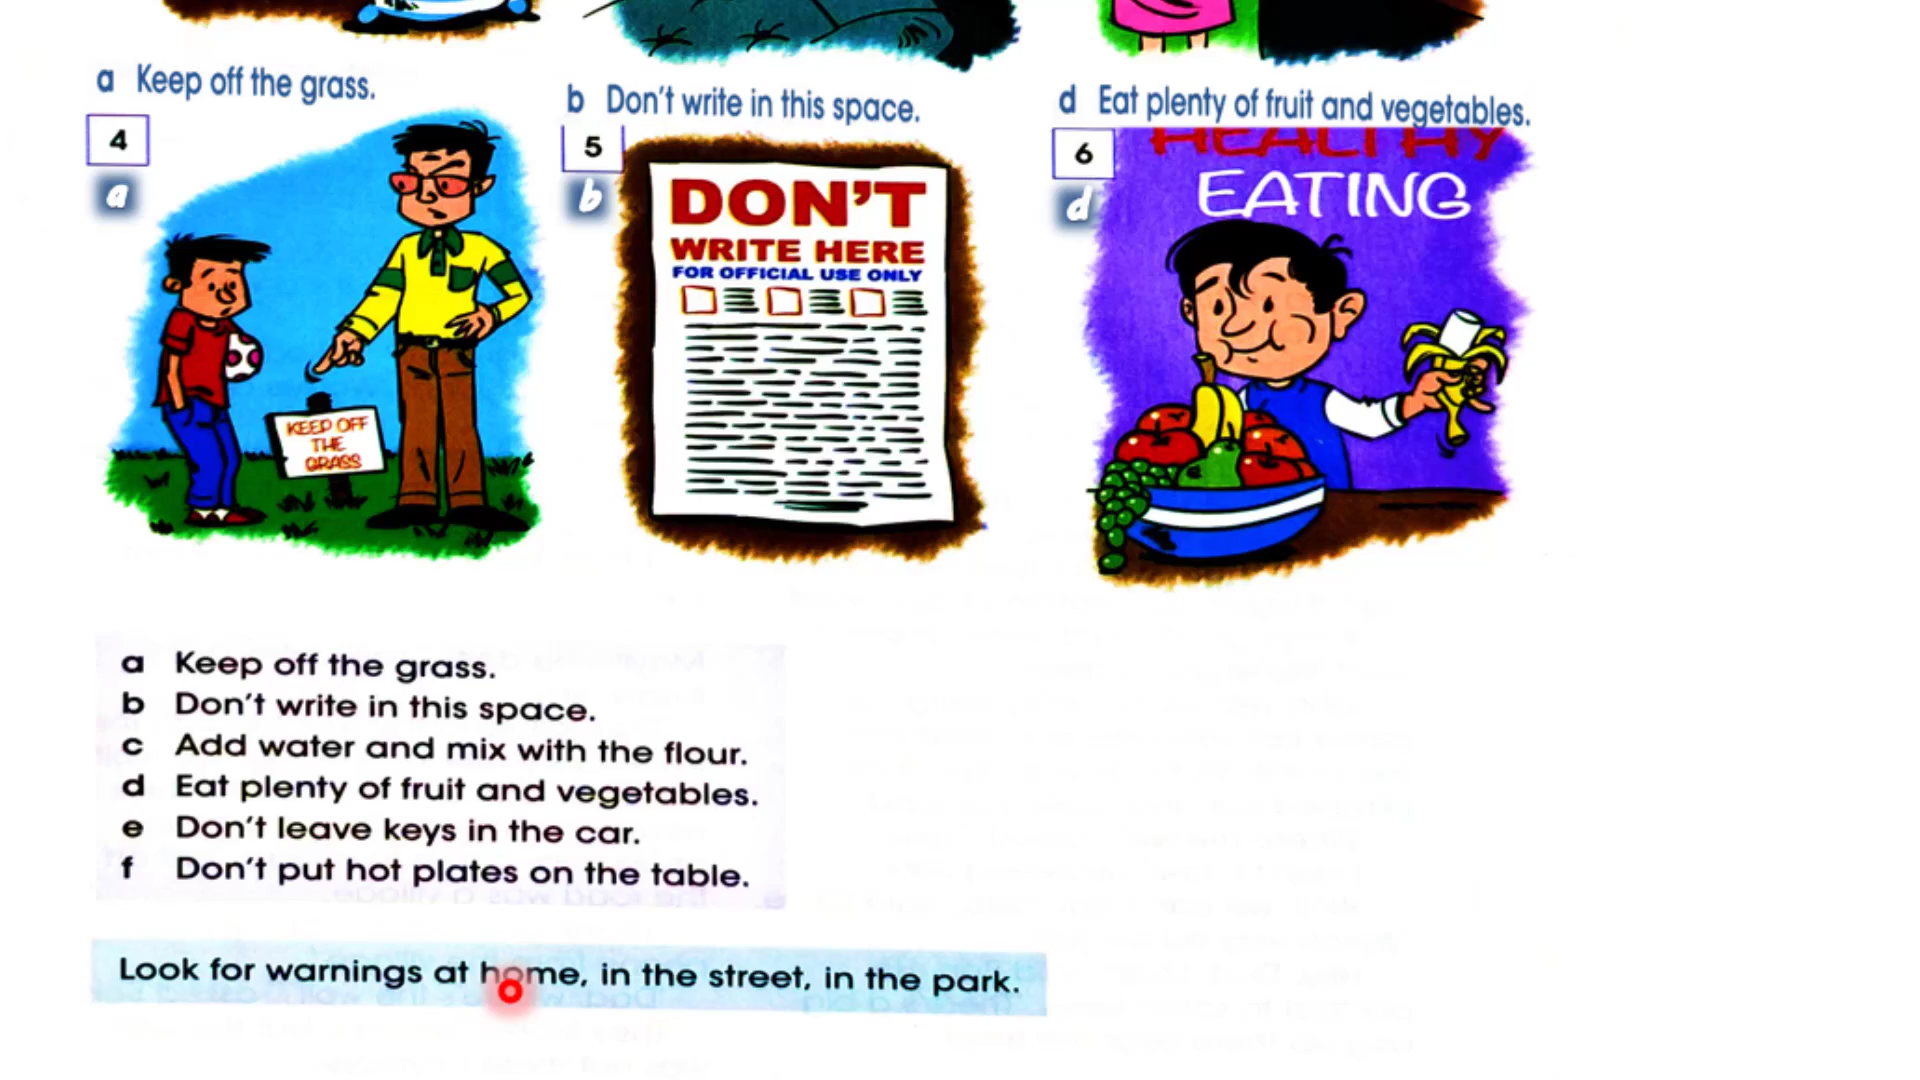 a Keep off the grass.
b Don't write in this space.
d Eat plenty of fruit and vegetables.
4
a
5
b
6
d
DON'T
WRITE HERE
FOR OFFICIAL USE ONLY
HEALTHY
EATING
KEEP OFF
THE
GRASS
a Keep off the grass.
b Don't write in this space.
c Add water and mix with the flour.
d Eat plenty of fruit and vegetables.
e Don't leave keys in the car.
f Don't put hot plates on the table.
Look for warnings at home, in the street, in the park.